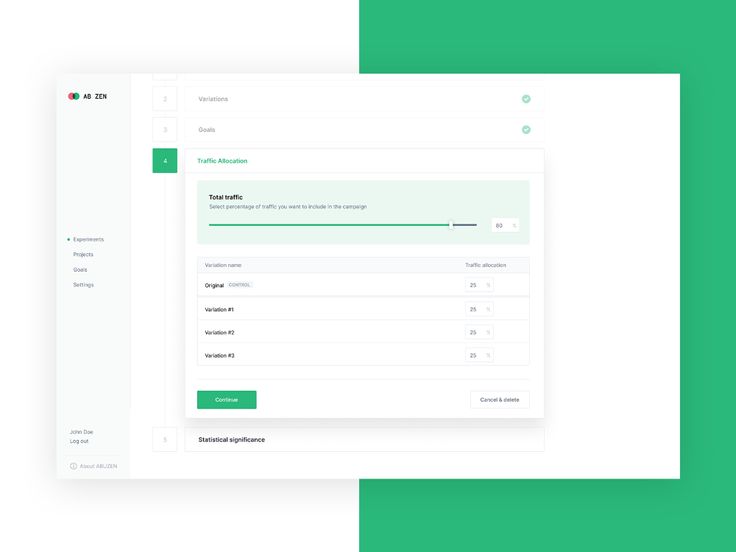 AB ZEN
Experiments
Projects
Goals
Settings
John Doe
Log out
About AB//ZEN
2
Variations
3
Goals
4
Traffic Allocation
Total traffic
Select percentage of traffic you want to include in the campaign
80 %
Variation name Traffic allocation
Original CONTROL 25 %
Variation #1 25 %
Variation #2 25 %
Variation #3 25 %
Continue
Cancel & delete
5
Statistical significance